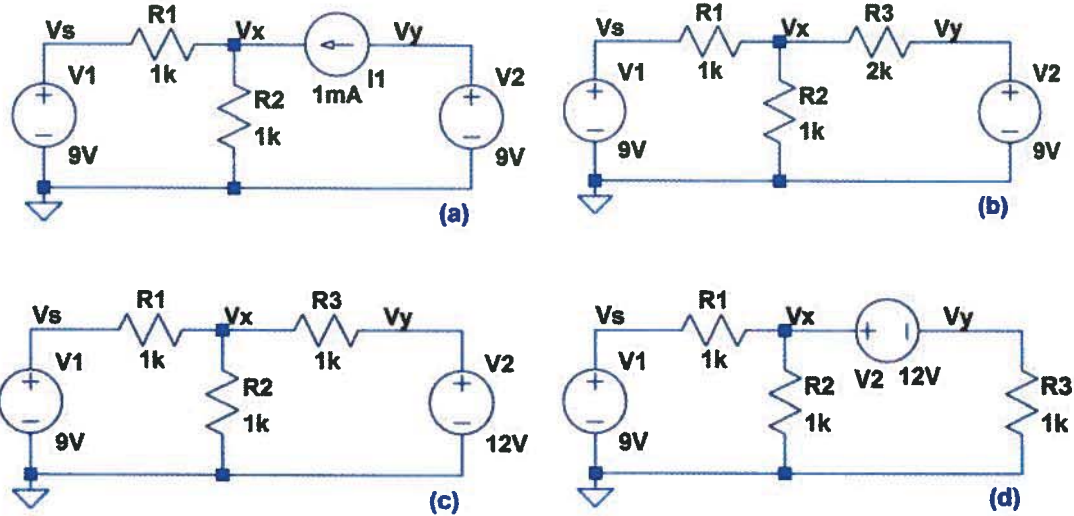 Vs R1 Vx Vy
V1 1k 1mA I1 V2
R2
1k
9V 9V
(a)
Vs R1 Vx R3 Vy
V1 1k 2k V2
R2
1k
9V 9V
(b)
Vs R1 Vx R3 Vy
V1 1k 1k V2
R2
1k
9V 12V
(c)
Vs R1 Vx Vy
V1 1k V2 12V
R2 R3
1k 1k
9V
(d)